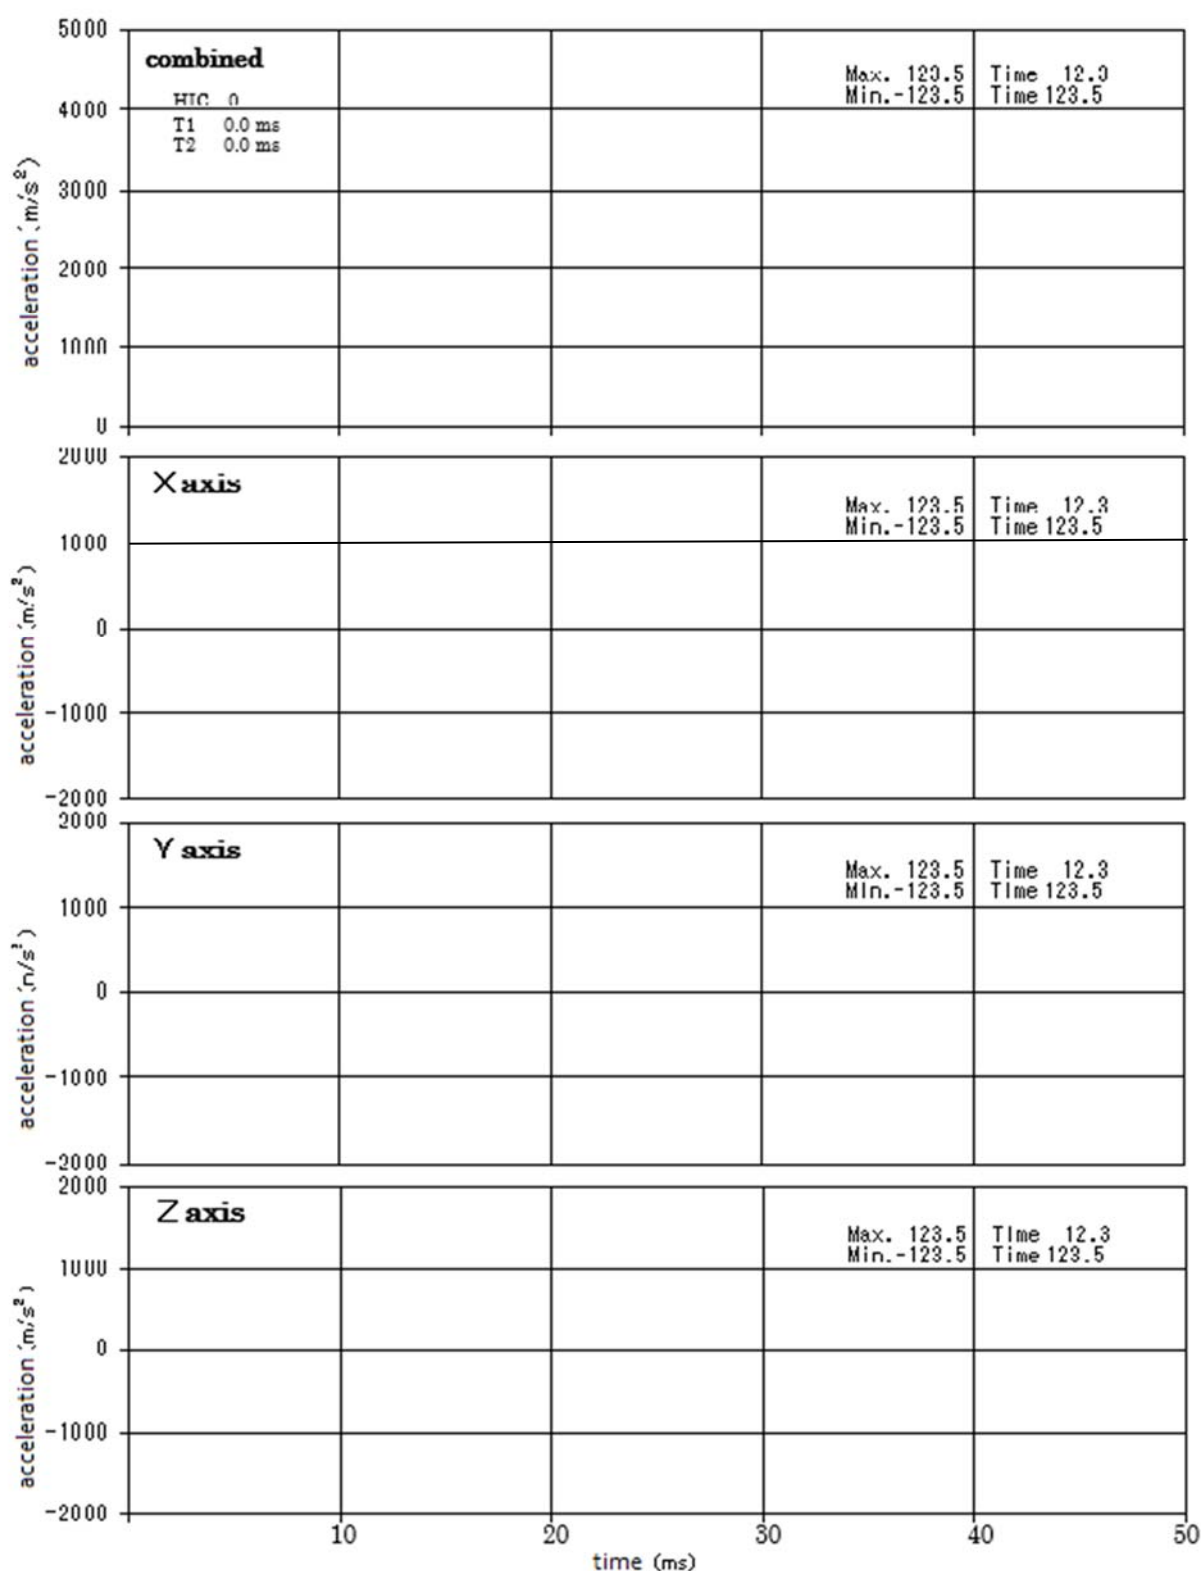 5000
combined
Max. 123.5 Time 12.3
Min.-123.5 Time 123.5
HIC 0
4000
T1 0.0 ms
T2 0.0 ms
3000
2000
1000
0
acceleration (m/s²)
2000
X axis
Max. 123.5 Time 12.3
Min.-123.5 Time 123.5
1000
0
-1000
-2000
acceleration (m/s²)
2000
Y axis
Max. 123.5 Time 12.3
Min.-123.5 Time 123.5
1000
0
-1000
-2000
acceleration (m/s²)
2000
Z axis
Max. 123.5 Time 12.3
Min.-123.5 Time 123.5
1000
0
-1000
-2000
acceleration (m/s²)
10 20 30 40 50
time (ms)